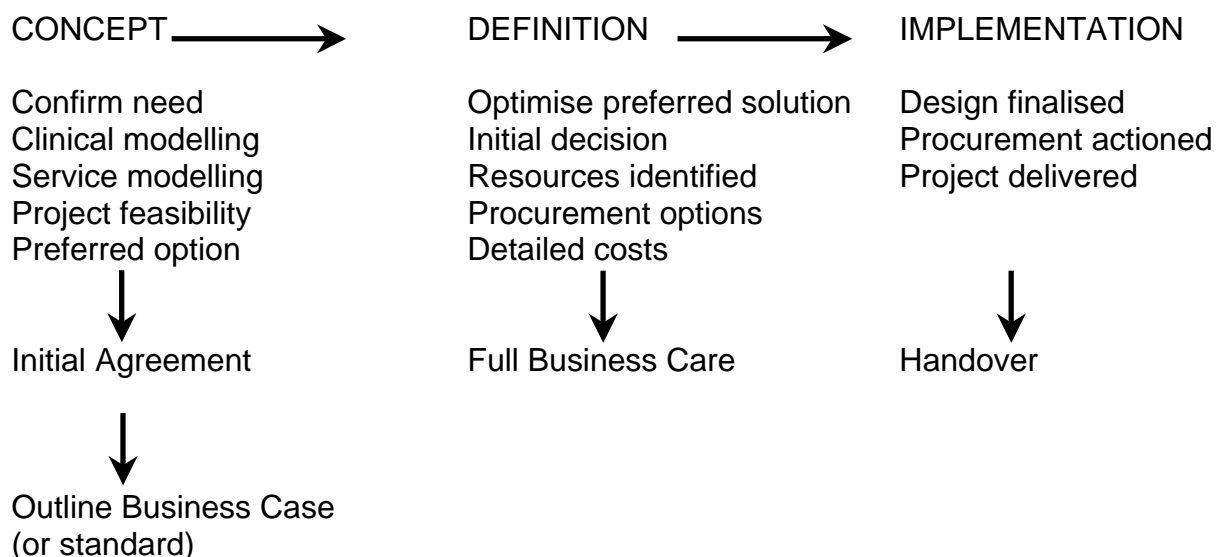 CONCEPT
Confirm need
Clinical modelling
Service modelling
Project feasibility
Preferred option
Initial Agreement
Outline Business Case
(or standard)
DEFINITION
Optimise preferred solution
Initial decision
Resources identified
Procurement options
Detailed costs
Full Business Care
IMPLEMENTATION
Design finalised
Procurement actioned
Project delivered
Handover